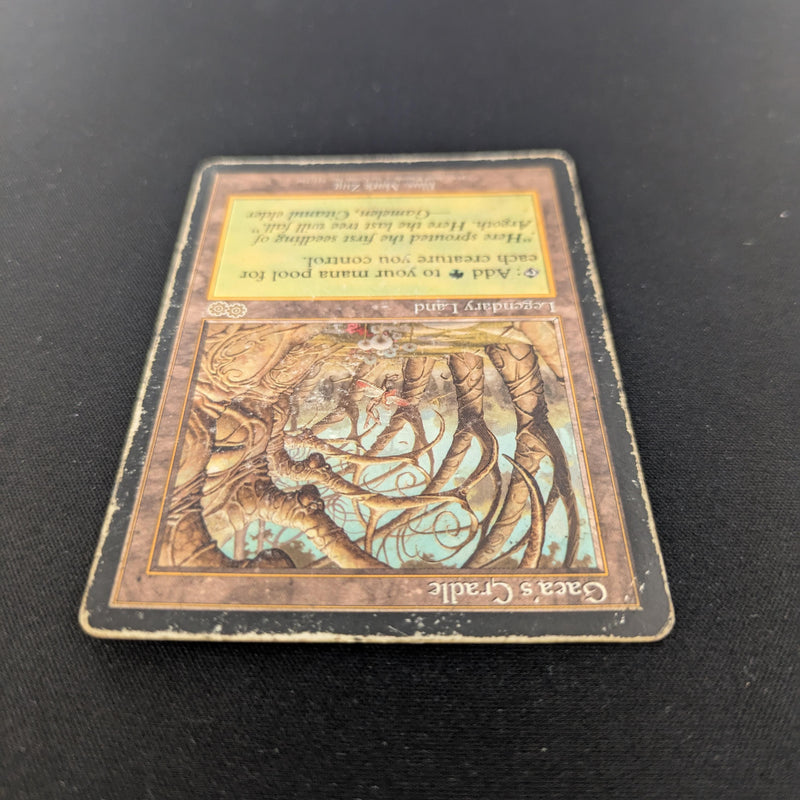 Gaea's Cradle
Legendary Land
: Add to your mana pool for
each creature you control.
"Here sprouted the first seedling of
Argoth. Here the last tree will fall."
—Gamelen, Citanul elder
Illus. Mark Zug